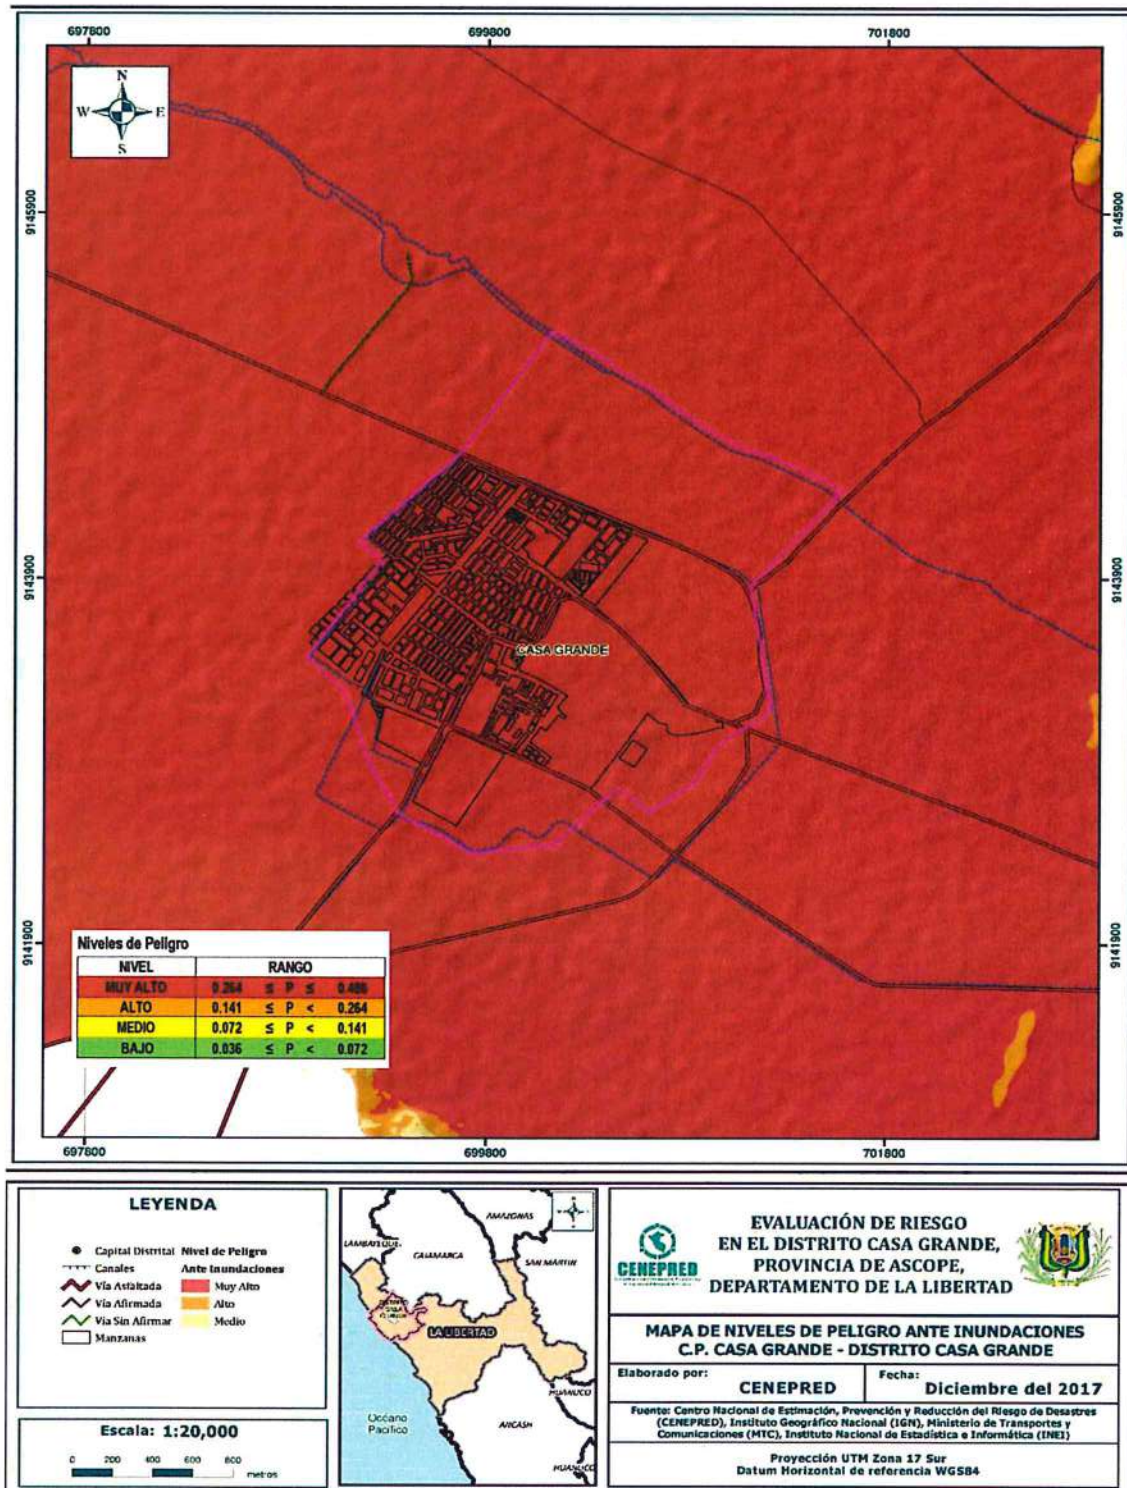 697800 699800 701800
N
W E
S
9145900 9145900
9143900 9143900
CASA GRANDE
9141900 9141900
Niveles de Peligro
NIVEL RANGO
MUY ALTO 0.264 ≤ P ≤ 0.486
ALTO 0.141 ≤ P < 0.264
MEDIO 0.072 ≤ P < 0.141
BAJO 0.036 ≤ P < 0.072
697800 699800 701800
LEYENDA
Capital Distrital Nivel de Peligro
Canales Ante Inundaciones
Vía Asfaltada Muy Alto
Vía Afirmada Alto
Vía Sin Afirmar Medio
Manzanas
Escala: 1:20,000
0 200 400 600 800
metros
AMAZONAS
LAMBAYEQUE
CAJAMARCA
SAN MARTIN
DISTRITO
CASA
GRANDE
LA LIBERTAD
HUANUCO
Océano
Pacífico
ANCASH
HUANUCO
CENEPRED
EVALUACIÓN DE RIESGO
EN EL DISTRITO CASA GRANDE,
PROVINCIA DE ASCOPE,
DEPARTAMENTO DE LA LIBERTAD
MAPA DE NIVELES DE PELIGRO ANTE INUNDACIONES
C.P. CASA GRANDE - DISTRITO CASA GRANDE
Elaborado por: CENEPRED
Fecha: Diciembre del 2017
Fuente: Centro Nacional de Estimación, Prevención y Reducción del Riesgo de Desastres
(CENEPRED), Instituto Geográfico Nacional (IGN), Ministerio de Transportes y
Comunicaciones (MTC), Instituto Nacional de Estadística e Informática (INEI)
Proyección UTM Zona 17 Sur
Datum Horizontal de referencia WGS84